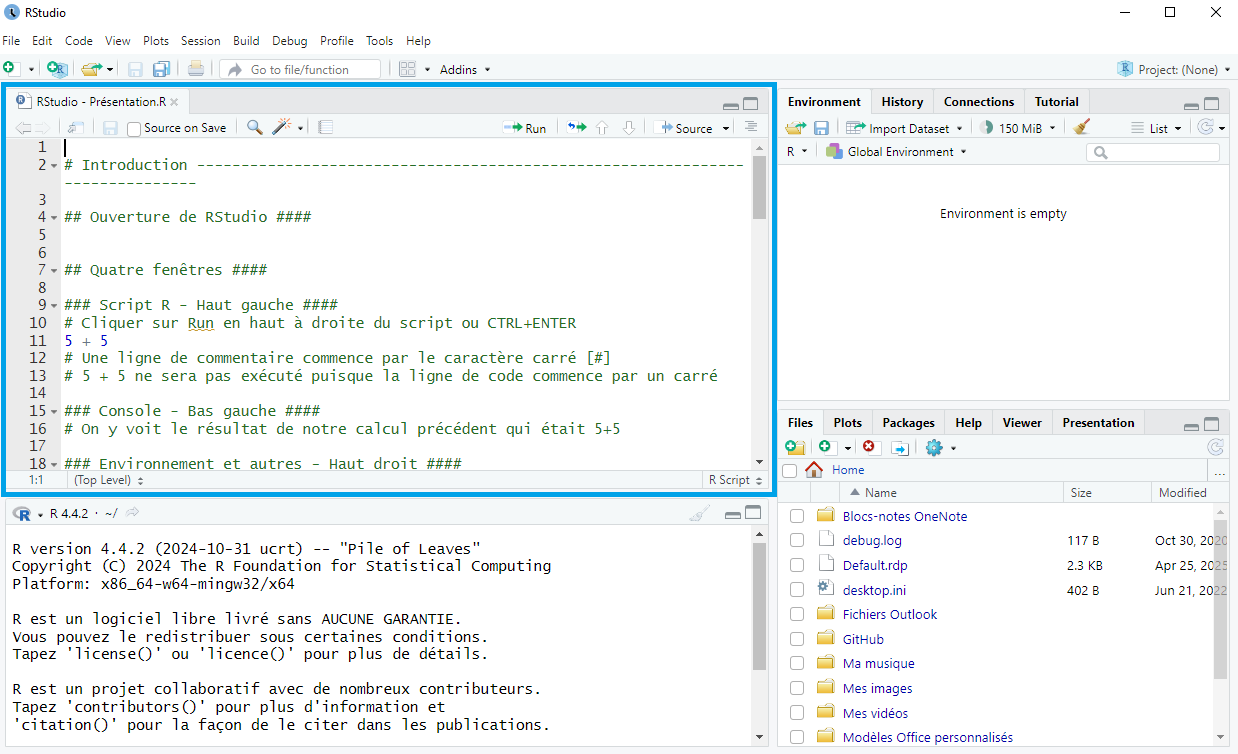 RStudio
File Edit Code View Plots Session Build Debug Profile Tools Help
Go to file/function Addins Project: (None)
RStudio - Présentation.R
Source on Save Run Source
1
2 # Introduction ---------------------------------------------------------------
---------------
3
4 ## Ouverture de RStudio ####
5
6
7 ## Quatre fenêtres ####
8
9 ### Script R - Haut gauche ####
10 # Cliquer sur Run en haut à droite du script ou CTRL+ENTER
11 5 + 5
12 # Une ligne de commentaire commence par le caractère carré [#]
13 # 5 + 5 ne sera pas exécuté puisque la ligne de code commence par un carré
14
15 ### Console - Bas gauche ####
16 # On y voit le résultat de notre calcul précédent qui était 5+5
17
18 ### Environnement et autres - Haut droit ####
1:1 (Top Level) R Script
R 4.4.2 · ~/
R version 4.4.2 (2024-10-31 ucrt) -- "Pile of Leaves"
Copyright (C) 2024 The R Foundation for Statistical Computing
Platform: x86_64-w64-mingw32/x64
R est un logiciel libre livré sans AUCUNE GARANTIE.
Vous pouvez le redistribuer sous certaines conditions.
Tapez 'license()' ou 'licence()' pour plus de détails.
R est un projet collaboratif avec de nombreux contributeurs.
Tapez 'contributors()' pour plus d'information et
'citation()' pour la façon de le citer dans les publications.
Environment History Connections Tutorial
Import Dataset 150 MiB List
R Global Environment
Environment is empty
Files Plots Packages Help Viewer Presentation
Home ...
Name Size Modified
Blocs-notes OneNote
debug.log 117 B Oct 30, 2020
Default.rdp 2.3 KB Apr 25, 2025
desktop.ini 402 B Jun 21, 2022
Fichiers Outlook
GitHub
Ma musique
Mes images
Mes vidéos
Modèles Office personnalisés